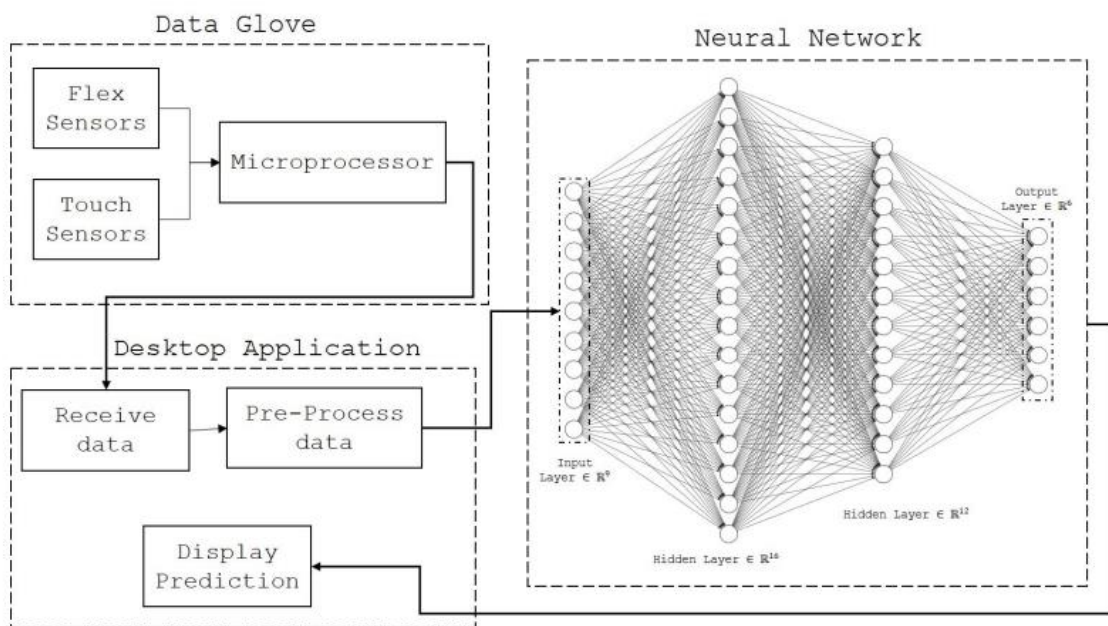 Data Glove
Flex
Sensors
Touch
Sensors
Microprocessor
Desktop Application
Receive
data
Pre-Process
data
Display
Prediction
Neural Network
Input
Layer ∈ ℝ⁹
Hidden Layer ∈ ℝ¹⁶
Hidden Layer ∈ ℝ¹²
Output
Layer ∈ ℝ⁶